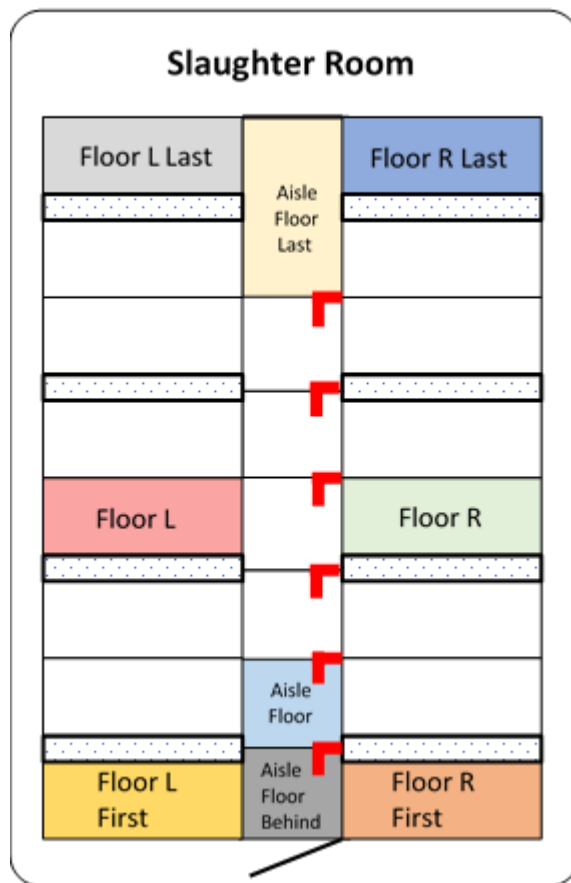 Slaughter Room
Floor L Last
Aisle
Floor
Last
Floor R Last
Floor L
Floor R
Aisle
Floor
Floor L
First
Aisle
Floor
Behind
Floor R
First